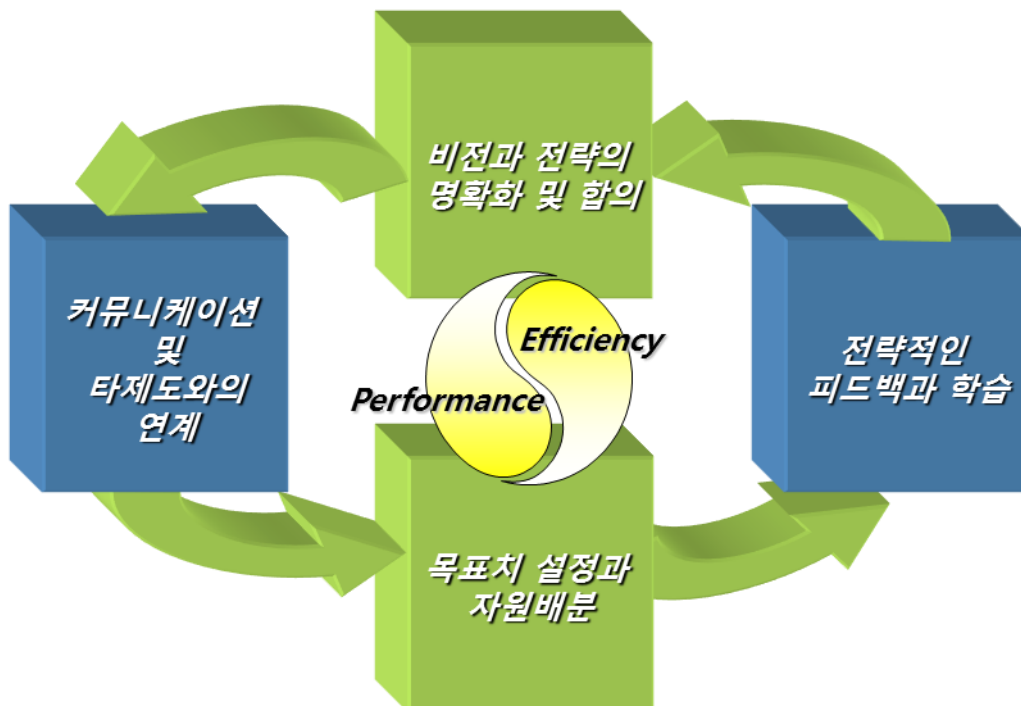 비전과 전략의
명확화 및 합의
커뮤니케이션
및
타제도와의
연계
Efficiency
Performance
전략적인
피드백과 학습
목표치 설정과
자원배분